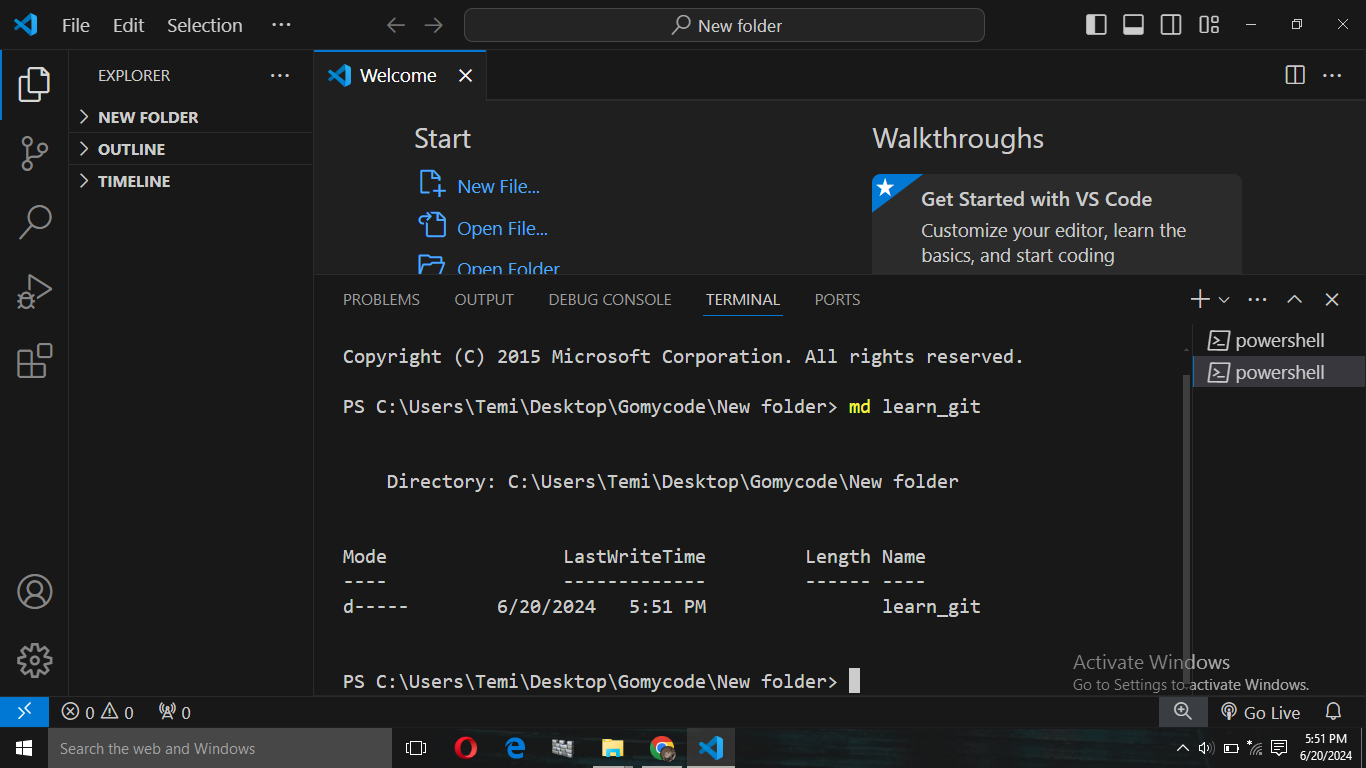 File Edit Selection ···
New folder
EXPLORER ···
NEW FOLDER
OUTLINE
TIMELINE
Welcome
Start
New File...
Open File...
Open Folder
Walkthroughs
Get Started with VS Code
Customize your editor, learn the
basics, and start coding
PROBLEMS OUTPUT DEBUG CONSOLE TERMINAL PORTS
powershell
powershell
Copyright (C) 2015 Microsoft Corporation. All rights reserved.
PS C:\Users\Temi\Desktop\Gomycode\New folder> md learn_git
Directory: C:\Users\Temi\Desktop\Gomycode\New folder
Mode LastWriteTime Length Name
---- ------------- ------ ----
d----- 6/20/2024 5:51 PM learn_git
PS C:\Users\Temi\Desktop\Gomycode\New folder>
Activate Windows
Go to Settings to activate Windows.
0 0 0
Go Live
Search the web and Windows
5:51 PM
6/20/2024